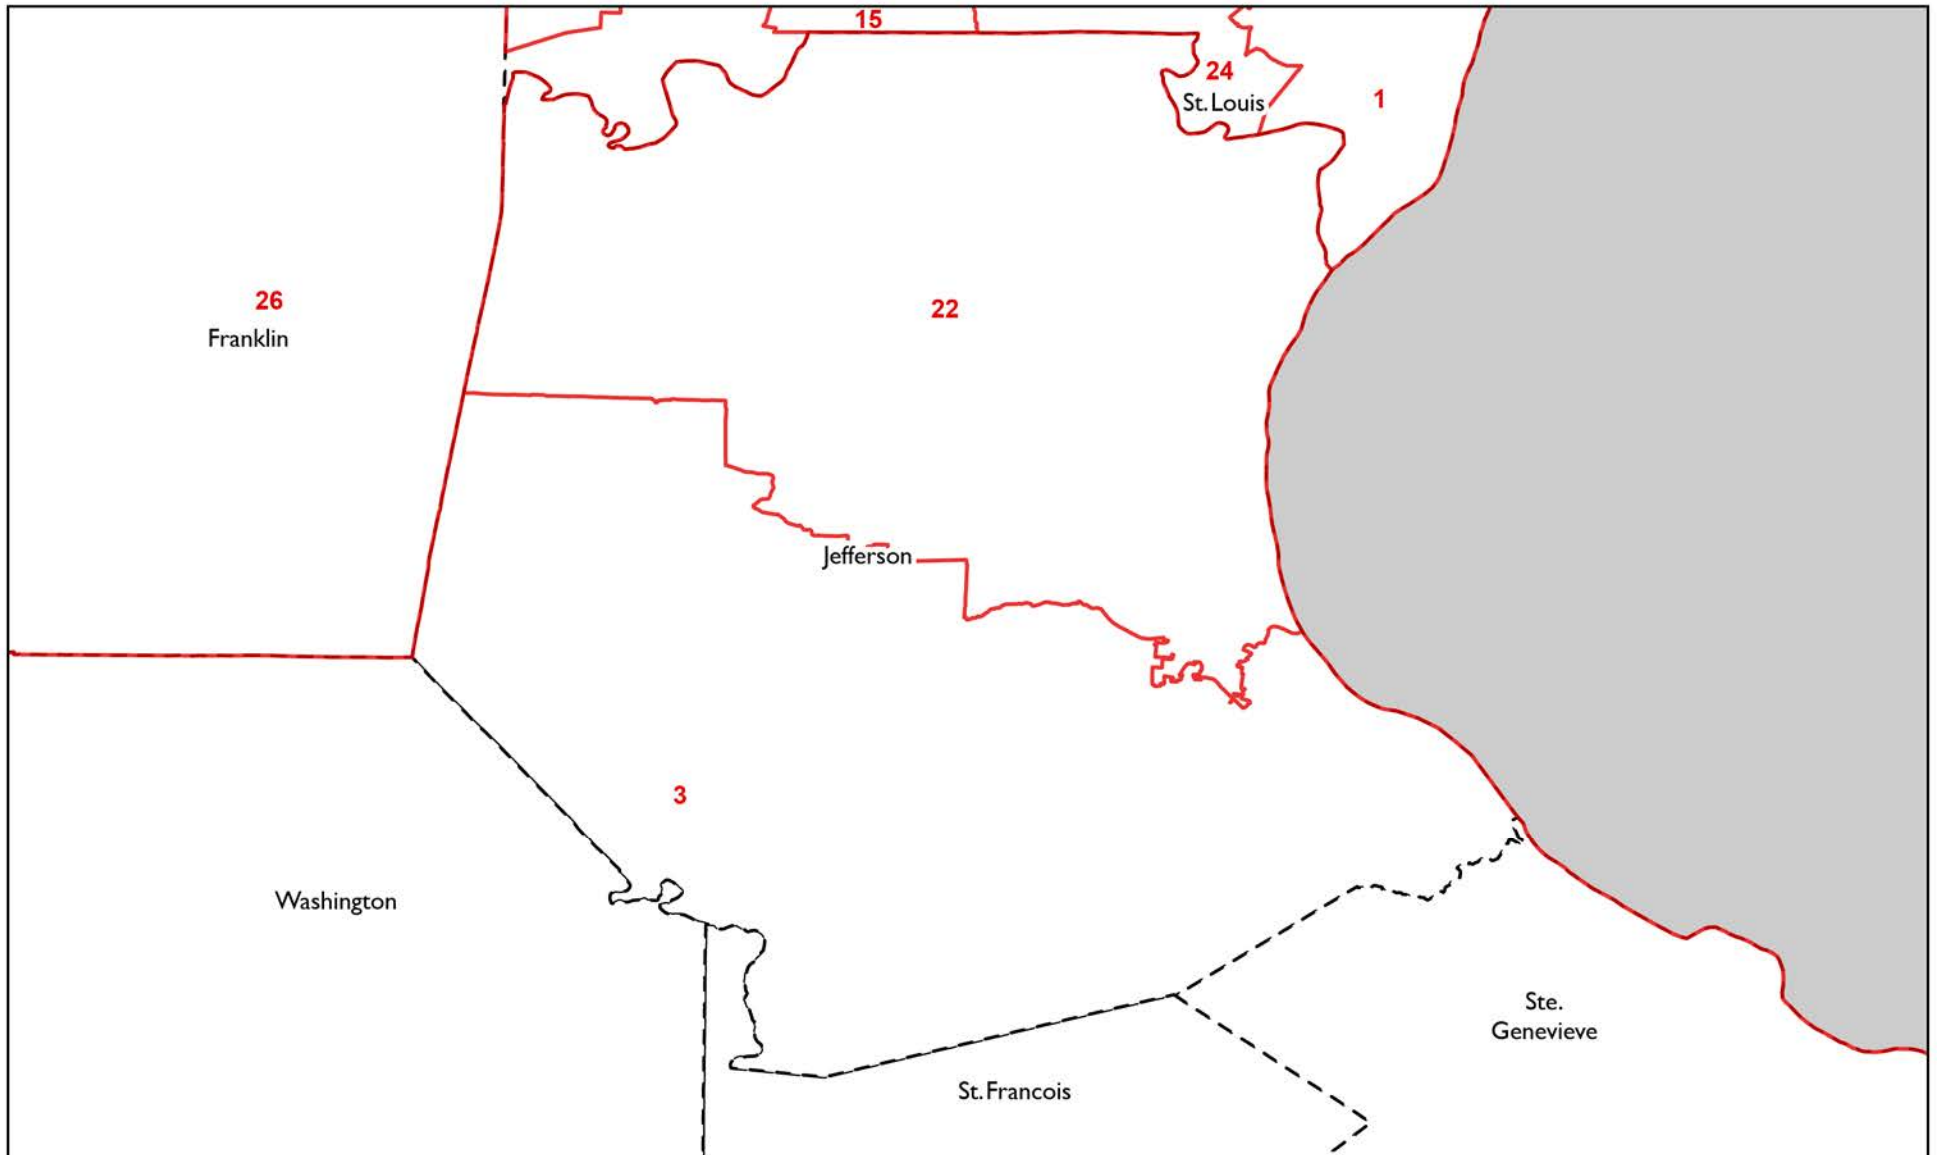 15
24
St. Louis
1
26
Franklin
22
Jefferson
3
Washington
Ste.
Genevieve
St. Francois